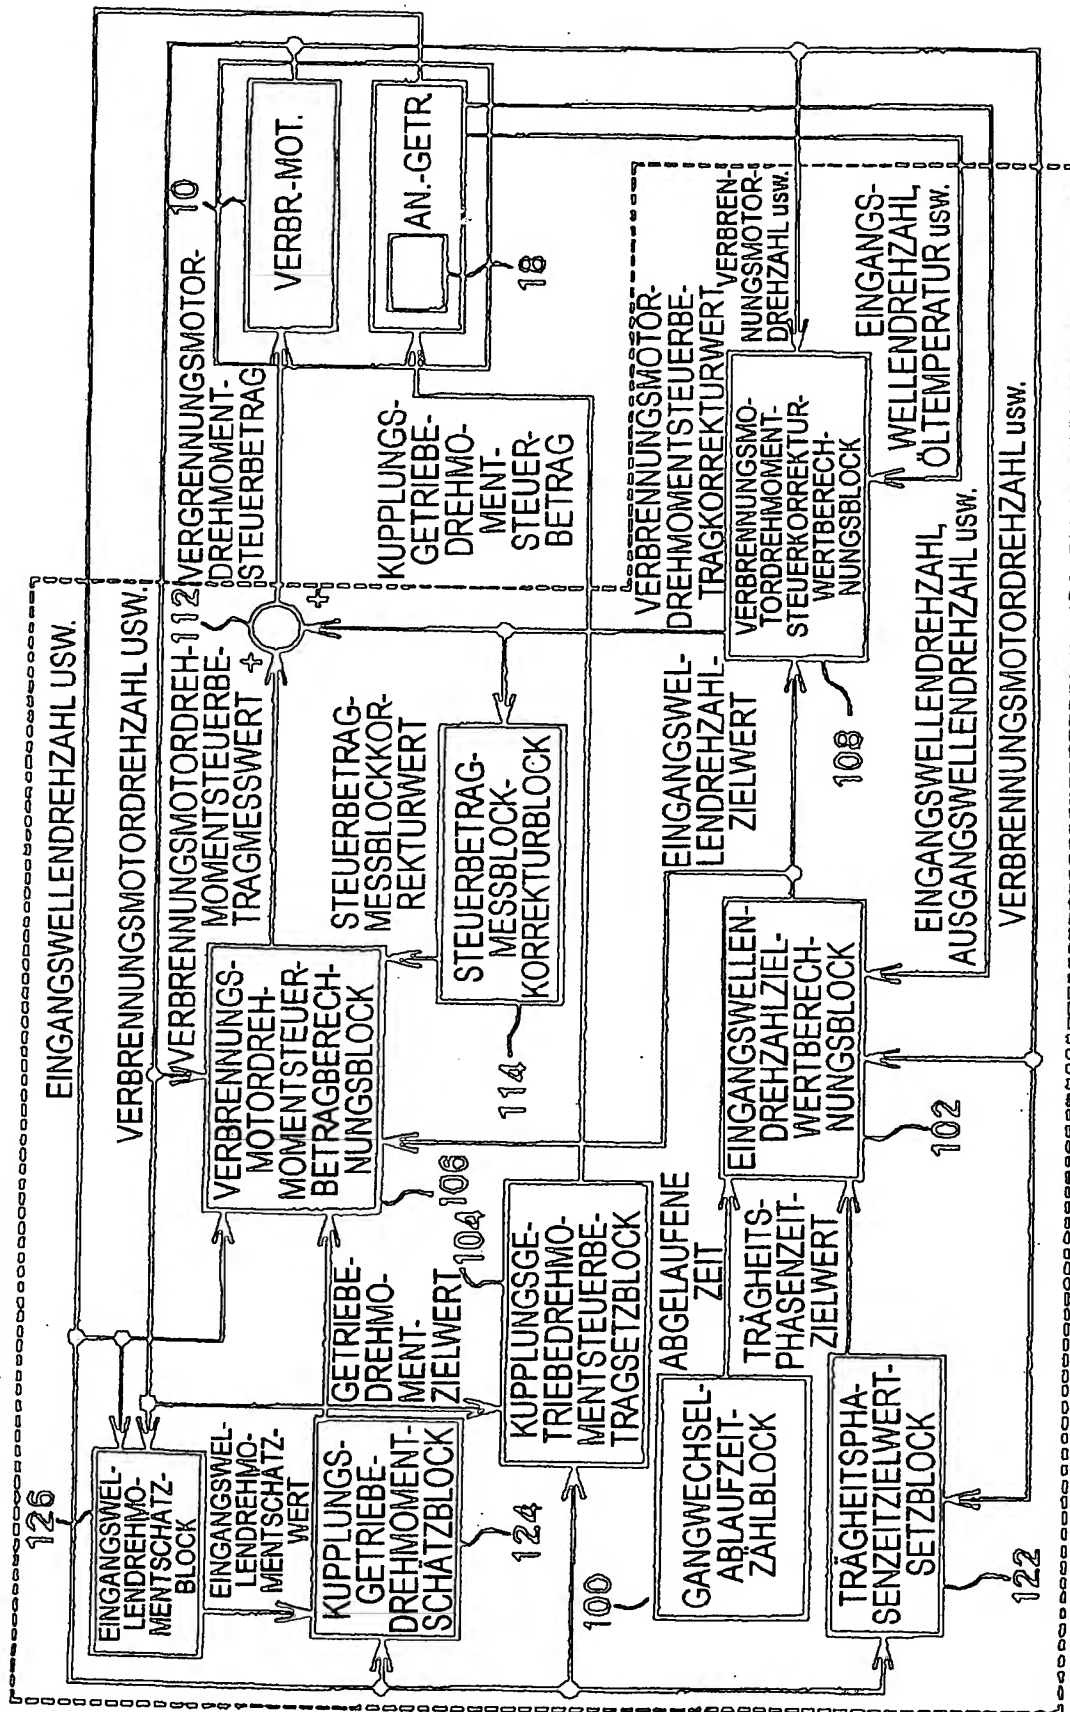 EINGANGSWELLENDREHZAHL USW.
VERBRENNUNGSMOTORDREHZAHL USW.
126
EINGANGSWEL-
LENDREHMO-
MENTSCHÄTZ-
BLOCK
EINGANGSWEL-
LENDREHMO-
MENTSCHÄTZ-
WERT
KUPPLUNGS-
GETRIEBE-
DREHMOMENT-
SCHÄTZBLOCK
124
GETRIEBE-
DREHMO-
MENT-
ZIELWERT
VERBRENNUNGS-
MOTORDREH-
MOMENTSTEUER-
BETRAGBERECH-
NUNGSBLOCK
106
VERBRENNUNGSMOTORDREH-
MOMENTSTEUERBE-
TRAGMESSWERT
112
+
+
VERGRENNUNGSMOTOR-
DREHMOMENT-
STEUERBETRAG
10
VERBR-MOT.
AN.-GETR.
18
STEUERBETRAG-
MESSBLOCKKOR-
REKTURWERT
STEUERBETRAG-
MESSBLOCK-
KORREKTURBLOCK
114
KUPPLUNGS-
GETRIEBE-
DREHMO-
MENT-
STEUER-
BETRAG
104
KUPPLUNGSGE-
TRIEBEDREHMO-
MENTSTEUERBE-
TRAGSETZBLOCK
100
GANGWECHSEL-
ABLAUFZEIT-
ZÄHLBLOCK
ABGELAUFENE
ZEIT
TRÄGHEITS-
PHASENZEIT-
ZIELWERT
TRÄGHEITSPHA-
SENZEITZIELWERT-
SETZBLOCK
122
EINGANGSWELLEN-
DREHZAHLZIEL-
WERTBERECH-
NUNGSBLOCK
102
EINGANGSWEL-
LENDREHZAHL-
ZIELWERT
VERBRENNUNGSMOTOR-
DREHMOMENTSTEUERBE-
TRAGKORREKTURWERT
VERBRENNUNGSMO-
TORDREHMOMENT-
STEUERKORREKTUR-
WERTBERECH-
NUNGSBLOCK
108
VERBREN-
NUNGSMOTOR-
DREHZAHL usw.
EINGANGS-
WELLENDREHZAHL,
ÖLTEMPERATUR usw.
EINGANGSWELLENDREHZAHL,
AUSGANGSWELLENDREHZAHL usw.
VERBRENNUNGSMOTORDREHZAHL usw.